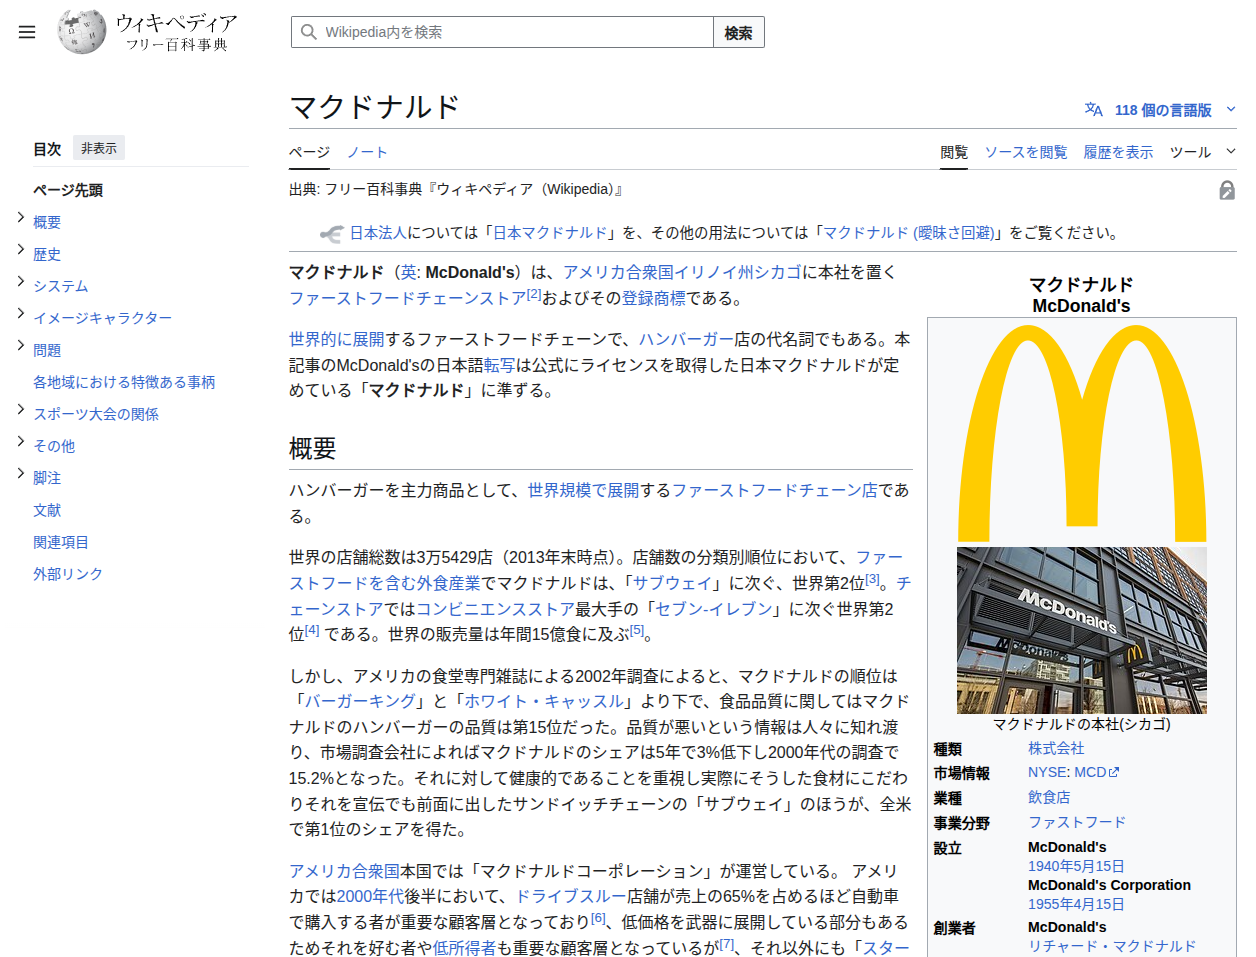 ウィキペディア
フリー百科事典
Wikipedia内を検索
検索
マクドナルド
118 個の言語版
目次
非表示
ページ先頭
概要
歴史
システム
イメージキャラクター
問題
各地域における特徴ある事柄
スポーツ大会の関係
その他
脚注
文献
関連項目
外部リンク
ページ ノート
閲覧 ソースを閲覧 履歴を表示 ツール
出典: フリー百科事典『ウィキペディア（Wikipedia）』
日本法人については「日本マクドナルド」を、その他の用法については「マクドナルド (曖昧さ回避)」をご覧ください。
マクドナルド（英: McDonald's）は、アメリカ合衆国イリノイ州シカゴに本社を置く
ファーストフードチェーンストア[2]およびその登録商標である。
世界的に展開するファーストフードチェーンで、ハンバーガー店の代名詞でもある。本
記事のMcDonald'sの日本語転写は公式にライセンスを取得した日本マクドナルドが定
めている「マクドナルド」に準ずる。
概要
ハンバーガーを主力商品として、世界規模で展開するファーストフードチェーン店であ
る。
世界の店舗総数は3万5429店（2013年末時点）。店舗数の分類別順位において、ファー
ストフードを含む外食産業でマクドナルドは、「サブウェイ」に次ぐ、世界第2位[3]。チ
ェーンストアではコンビニエンスストア最大手の「セブン-イレブン」に次ぐ世界第2
位[4] である。世界の販売量は年間15億食に及ぶ[5]。
しかし、アメリカの食堂専門雑誌による2002年調査によると、マクドナルドの順位は
「バーガーキング」と「ホワイト・キャッスル」より下で、食品品質に関してはマクド
ナルドのハンバーガーの品質は第15位だった。品質が悪いという情報は人々に知れ渡
り、市場調査会社によればマクドナルドのシェアは5年で3%低下し2000年代の調査で
15.2%となった。それに対して健康的であることを重視し実際にそうした食材にこだわ
りそれを宣伝でも前面に出したサンドイッチチェーンの「サブウェイ」のほうが、全米
で第1位のシェアを得た。
アメリカ合衆国本国では「マクドナルドコーポレーション」が運営している。 アメリ
カでは2000年代後半において、ドライブスルー店舗が売上の65%を占めるほど自動車
で購入する者が重要な顧客層となっており[6]、低価格を武器に展開している部分もある
ためそれを好む者や低所得者も重要な顧客層となっているが[7]、それ以外にも「スター
マクドナルド
McDonald's
McDonald's
McDonald's
マクドナルドの本社(シカゴ)
種類 株式会社
市場情報 NYSE: MCD
業種 飲食店
事業分野 ファストフード
設立 McDonald's
1940年5月15日
McDonald's Corporation
1955年4月15日
創業者 McDonald's
リチャード・マクドナルド